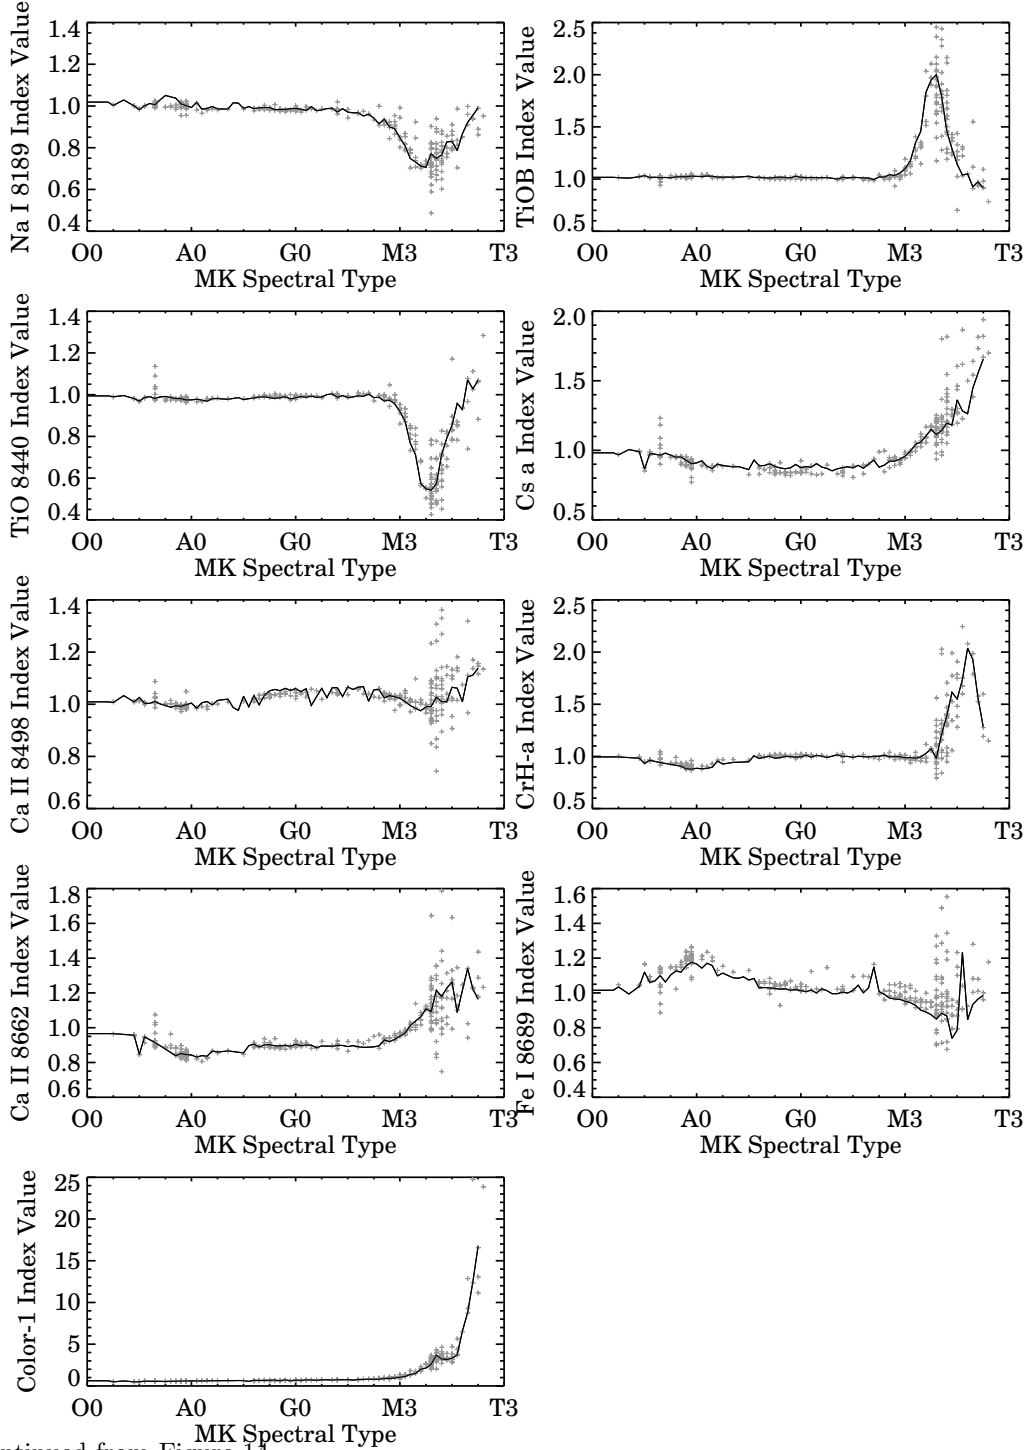 Na I 8189 Index Value
1.4
1.2
1.0
0.8
0.6
0.4
O0 A0 G0 M3 T3
MK Spectral Type
TiOB Index Value
2.5
2.0
1.5
1.0
0.5
O0 A0 G0 M3 T3
MK Spectral Type
TiO 8440 Index Value
1.4
1.2
1.0
0.8
0.6
0.4
O0 A0 G0 M3 T3
MK Spectral Type
Cs a Index Value
2.0
1.5
1.0
0.5
O0 A0 G0 M3 T3
MK Spectral Type
Ca II 8498 Index Value
1.4
1.2
1.0
0.8
0.6
O0 A0 G0 M3 T3
MK Spectral Type
CrH-a Index Value
2.5
2.0
1.5
1.0
0.5
O0 A0 G0 M3 T3
MK Spectral Type
Ca II 8662 Index Value
1.8
1.6
1.4
1.2
1.0
0.8
0.6
O0 A0 G0 M3 T3
MK Spectral Type
Fe I 8689 Index Value
1.6
1.4
1.2
1.0
0.8
0.6
0.4
O0 A0 G0 M3 T3
MK Spectral Type
Color-1 Index Value
25
20
15
10
5
0
O0 A0 G0 M3 T3
MK Spectral Type
from Figure